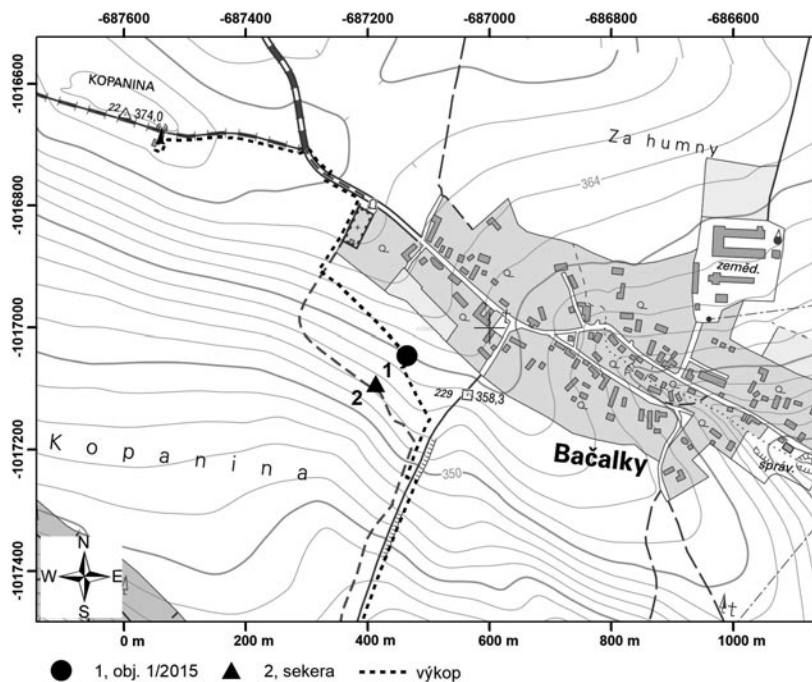 -687600 -687400 -687200 -687000 -686800 -686600
-1016600
KOPANINA
22 374,0
Za humny
364
-1016800
zeměd.
-1017000
1
2
229 358,3
-1017200
Kopanina
Bačalky
350
správ.
-1017400
N
W E
S
0 m 200 m 400 m 600 m 800 m 1000 m
1, obj. 1/2015 2, sekera výkop